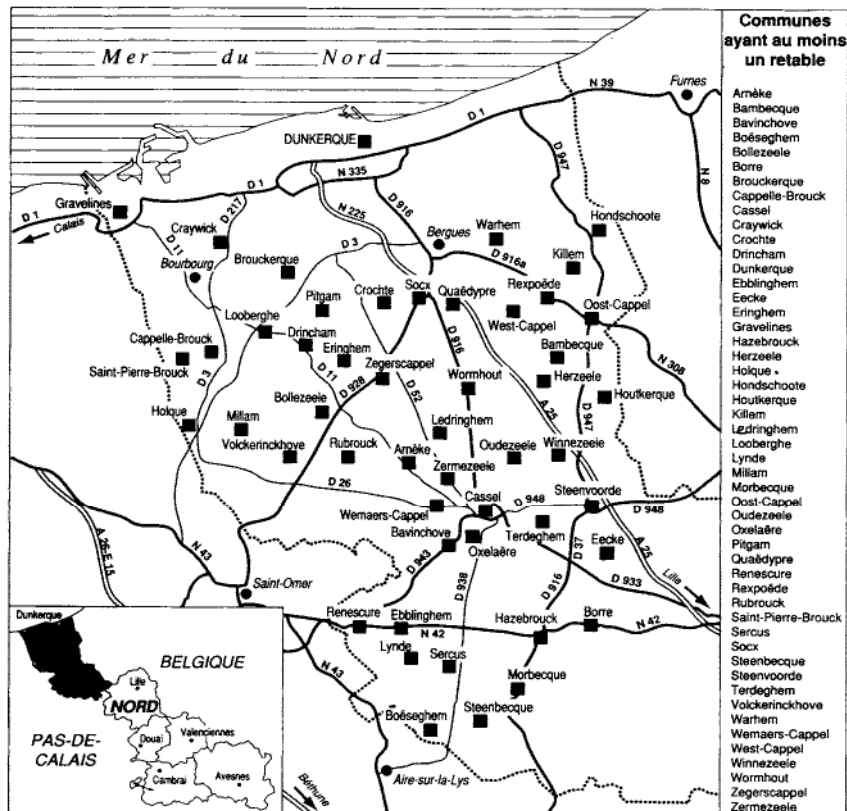 Mer du Nord
Communes
ayant au moins
un retable
Furnes
N 39
D 1
DUNKERQUE
N 8
D 947
N 335
D 1
Gravelines
D 217
N 225
D 916
D 1
Calais
Hondschoote
Craywick
D 11
D 3
Bergues
Warhem
Bourbourg
Brouckerque
D 916a
Killem
Pitgam
Crochte
Socx
Quaëdypre
Rexpoëde
Looberghe
West-Cappel
Oost-Cappel
Drincham
D 916
Cappelle-Brouck
Eringhem
Bambecque
Saint-Pierre-Brouck
Zegerscappel
D 11
Wormhout
Herzeele
N 308
D 3
D 928
D 52
Houtkerque
Bollezeele
A 25
D 947
Holque
Millam
Ledringhem
Volckerinckhove
Rubrouck
Arnèke
Oudezeele
Winnezeele
Zermezeele
D 26
Steenvoorde
Cassel
D 948
D 948
Wemaers-Cappel
A 26-E 15
N 43
Bavinchove
Terdeghem
D 943
Oxelaêre
D 37
Eecke
A 25
Saint-Omer
D 938
D 916
D 933
Lille
Renescure
Ebblinghem
Hazebrouck
Borre
N 42
N 42
Lynde
Sercus
N 43
Morbecque
Boëseghem
Steenbecque
Aire-sur-la-Lys
Béthune
Dunkerque
BELGIQUE
Lille
NORD
Douai
Valenciennes
PAS-DE-
CALAIS
Cambrai
Avesnes
Arnèke
Bambecque
Bavinchove
Boëseghem
Bollezeele
Borre
Brouckerque
Cappelle-Brouck
Cassel
Craywick
Crochte
Drincham
Dunkerque
Ebblinghem
Eecke
Eringhem
Gravelines
Hazebrouck
Herzeele
Holque
Hondschoote
Houtkerque
Killem
Ledringhem
Looberghe
Lynde
Millam
Morbecque
Oost-Cappel
Oudezeele
Oxelaêre
Pitgam
Quaëdypre
Renescure
Rexpoëde
Rubrouck
Saint-Pierre-Brouck
Sercus
Socx
Steenbecque
Steenvoorde
Terdeghem
Volckerinckhove
Warhem
Wemaers-Cappel
West-Cappel
Winnezeele
Wormhout
Zegerscappel
Zermezeele